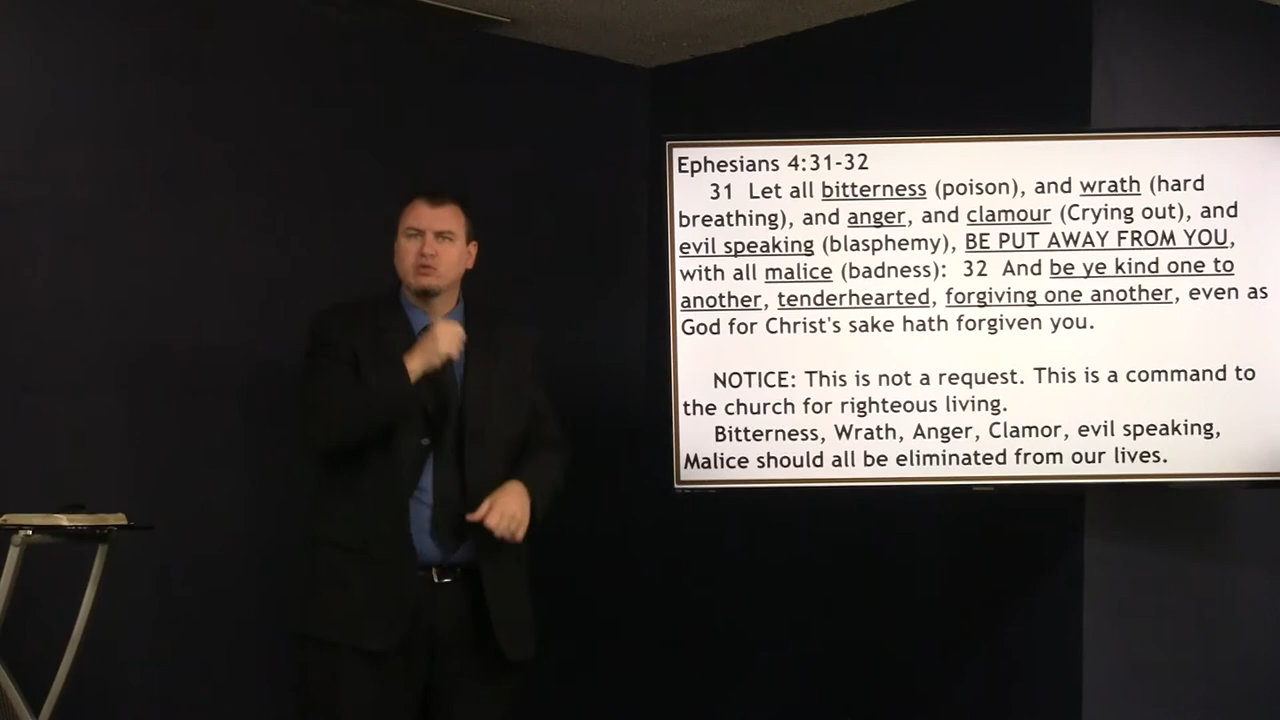 Ephesians 4:31-32
31 Let all bitterness (poison), and wrath (hard
breathing), and anger, and clamour (Crying out), and
evil speaking (blasphemy), BE PUT AWAY FROM YOU,
with all malice (badness): 32 And be ye kind one to
another, tenderhearted, forgiving one another, even as
God for Christ's sake hath forgiven you.
NOTICE: This is not a request. This is a command to
the church for righteous living.
Bitterness, Wrath, Anger, Clamor, evil speaking,
Malice should all be eliminated from our lives.